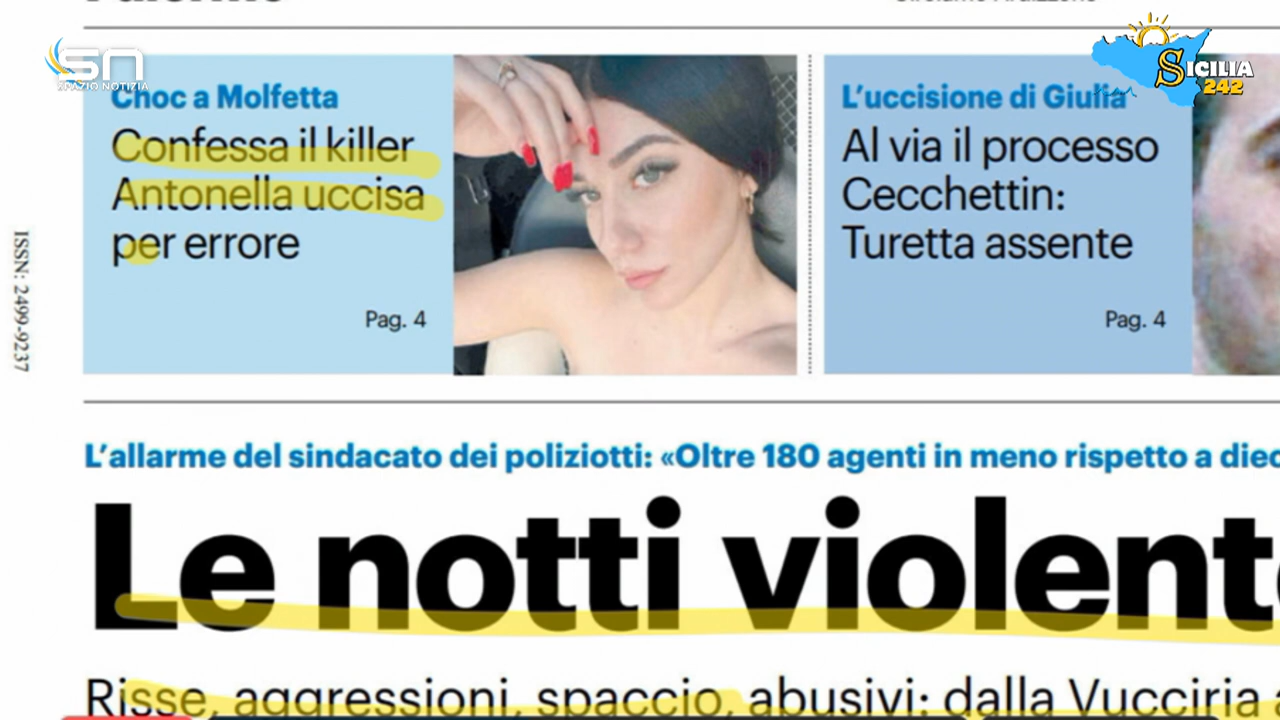 SN
SPAZIO NOTIZIA
SICILIA
242
Choc a Molfetta
Confessa il killer
Antonella uccisa
per errore
Pag. 4
L'uccisione di Giulia
Al via il processo
Cecchettin:
Turetta assente
Pag. 4
ISSN: 2499-9237
L'allarme del sindacato dei poliziotti: «Oltre 180 agenti in meno rispetto a
Le notti
Risse, aggressioni, spaccio, abusivi: dalla Vucciria a